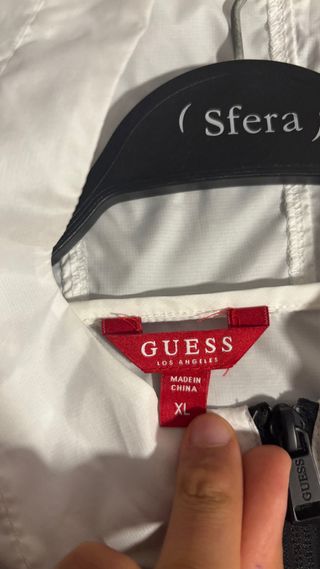 ( Sfera )
GUESS
LOS ANGELES
MADE IN
CHINA
XL
GUESS